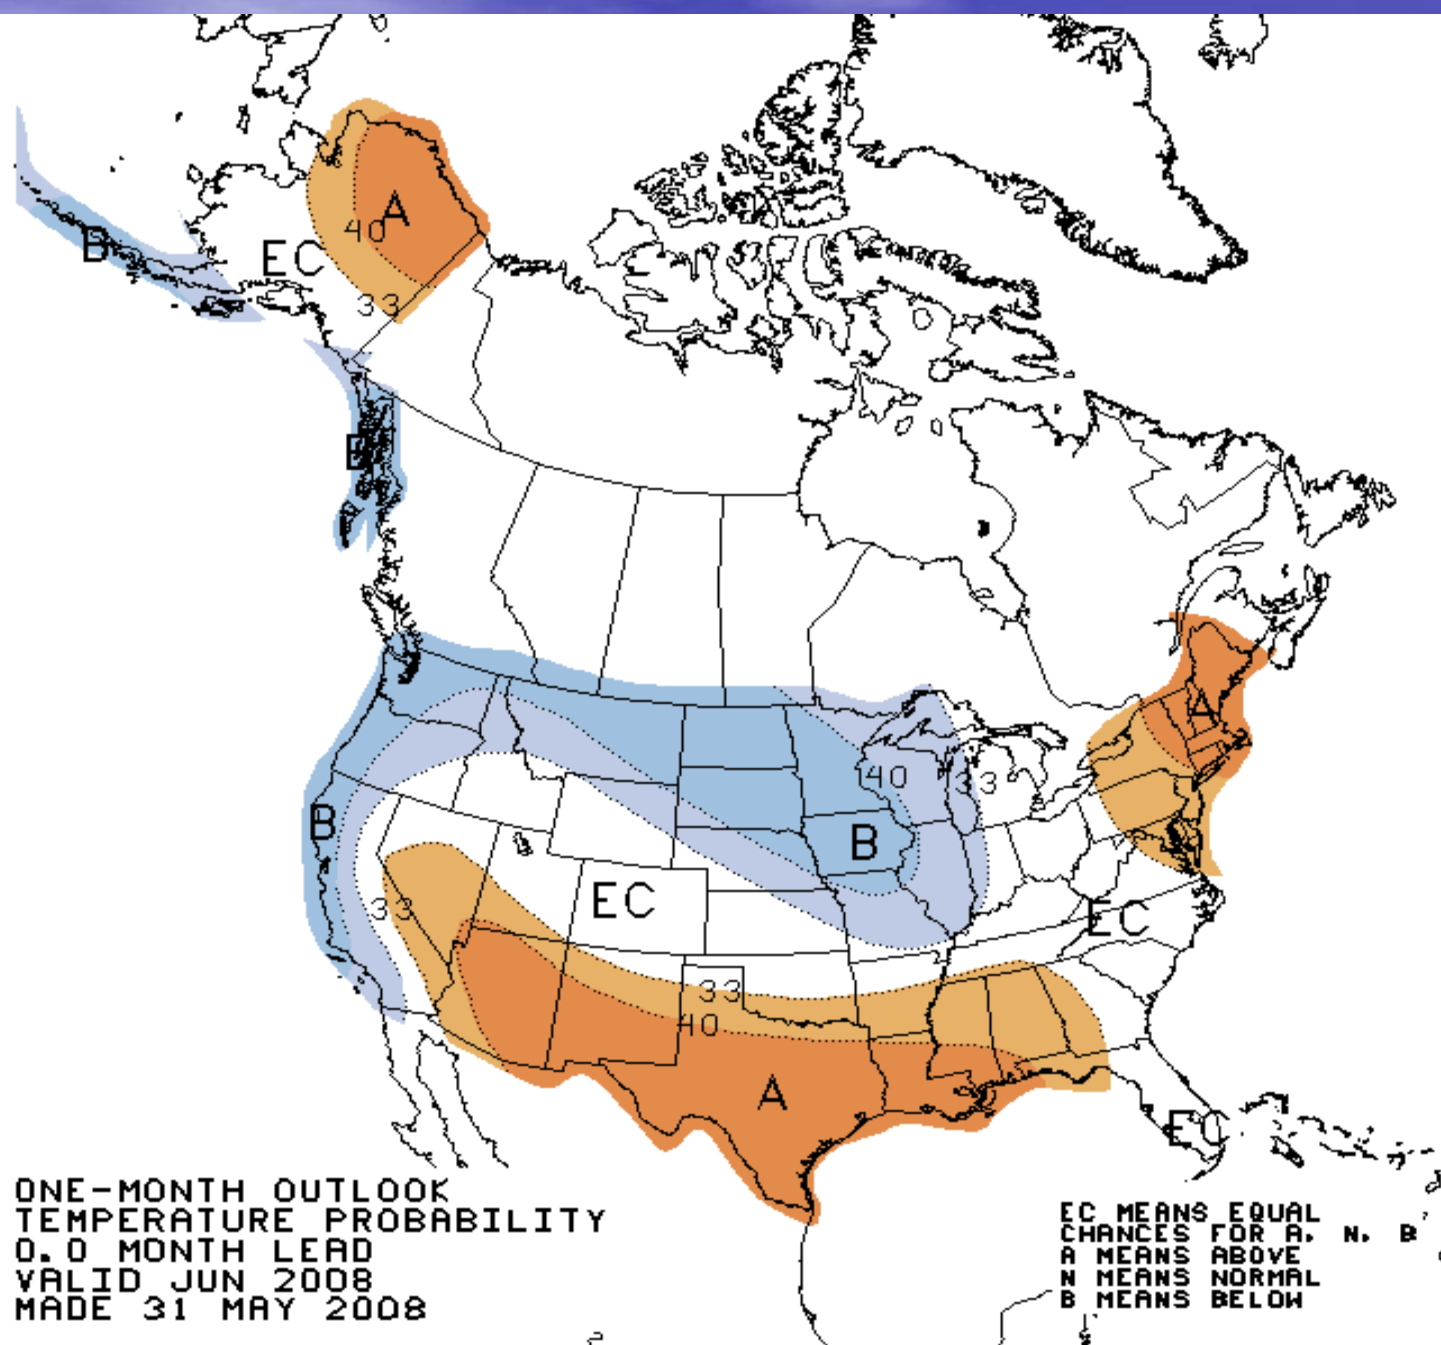 A
40
B
EC
33
B
A
40
33
B
B
33
EC
EC
33
40
A
EC
ONE-MONTH OUTLOOK
TEMPERATURE PROBABILITY
0.0 MONTH LEAD
VALID JUN 2008
MADE 31 MAY 2008
EC MEANS EQUAL
CHANCES FOR A. N. B
A MEANS ABOVE
N MEANS NORMAL
B MEANS BELOW